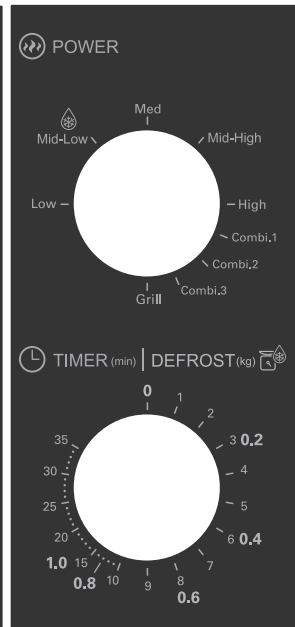 POWER
Med
Mid-Low
Mid-High
Low
High
Combi.1
Combi.2
Combi.3
Grill
TIMER (min) | DEFROST (kg)
0
1
2
3 0.2
4
5
6 0.4
7
8
0.6
9
10
0.8
15
1.0
20
25
30
35